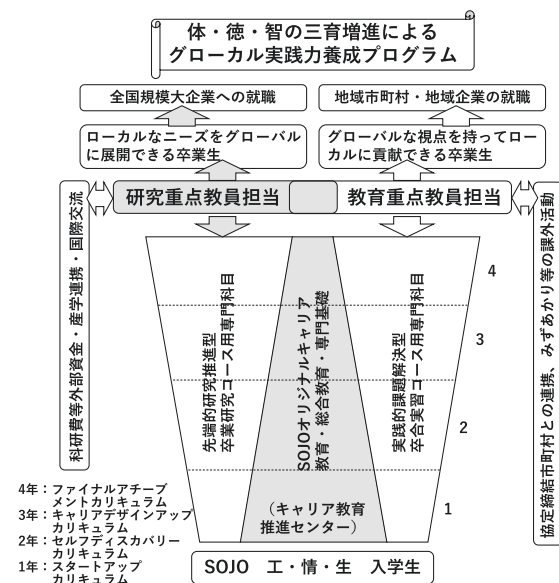 体・徳・智の三育増進による
グローカル実践力養成プログラム
全国規模大企業への就職
地域市町村・地域企業の就職
ローカルなニーズをグローバル
に展開できる卒業生
グローバルな視点を持ってロー
カルに貢献できる卒業生
研究重点教員担当
教育重点教員担当
科研費等外部資金・産学連携・国際交流
協定締結市町村との連携、みずあかり等の課外活動
先端的研究推進型
卒業研究コース用専門科目
SOJOオリジナルキャリア
教育・総合教育・専門基礎
実践的課題解決型
卒合実習コース用専門科目
4
3
2
1
（キャリア教育
推進センター）
4年：ファイナルアチーブ
メントカリキュラム
3年：キャリアデザインアップ
カリキュラム
2年：セルフディスカバリー
カリキュラム
1年：スタートアップ
カリキュラム
SOJO　工・情・生　入学生